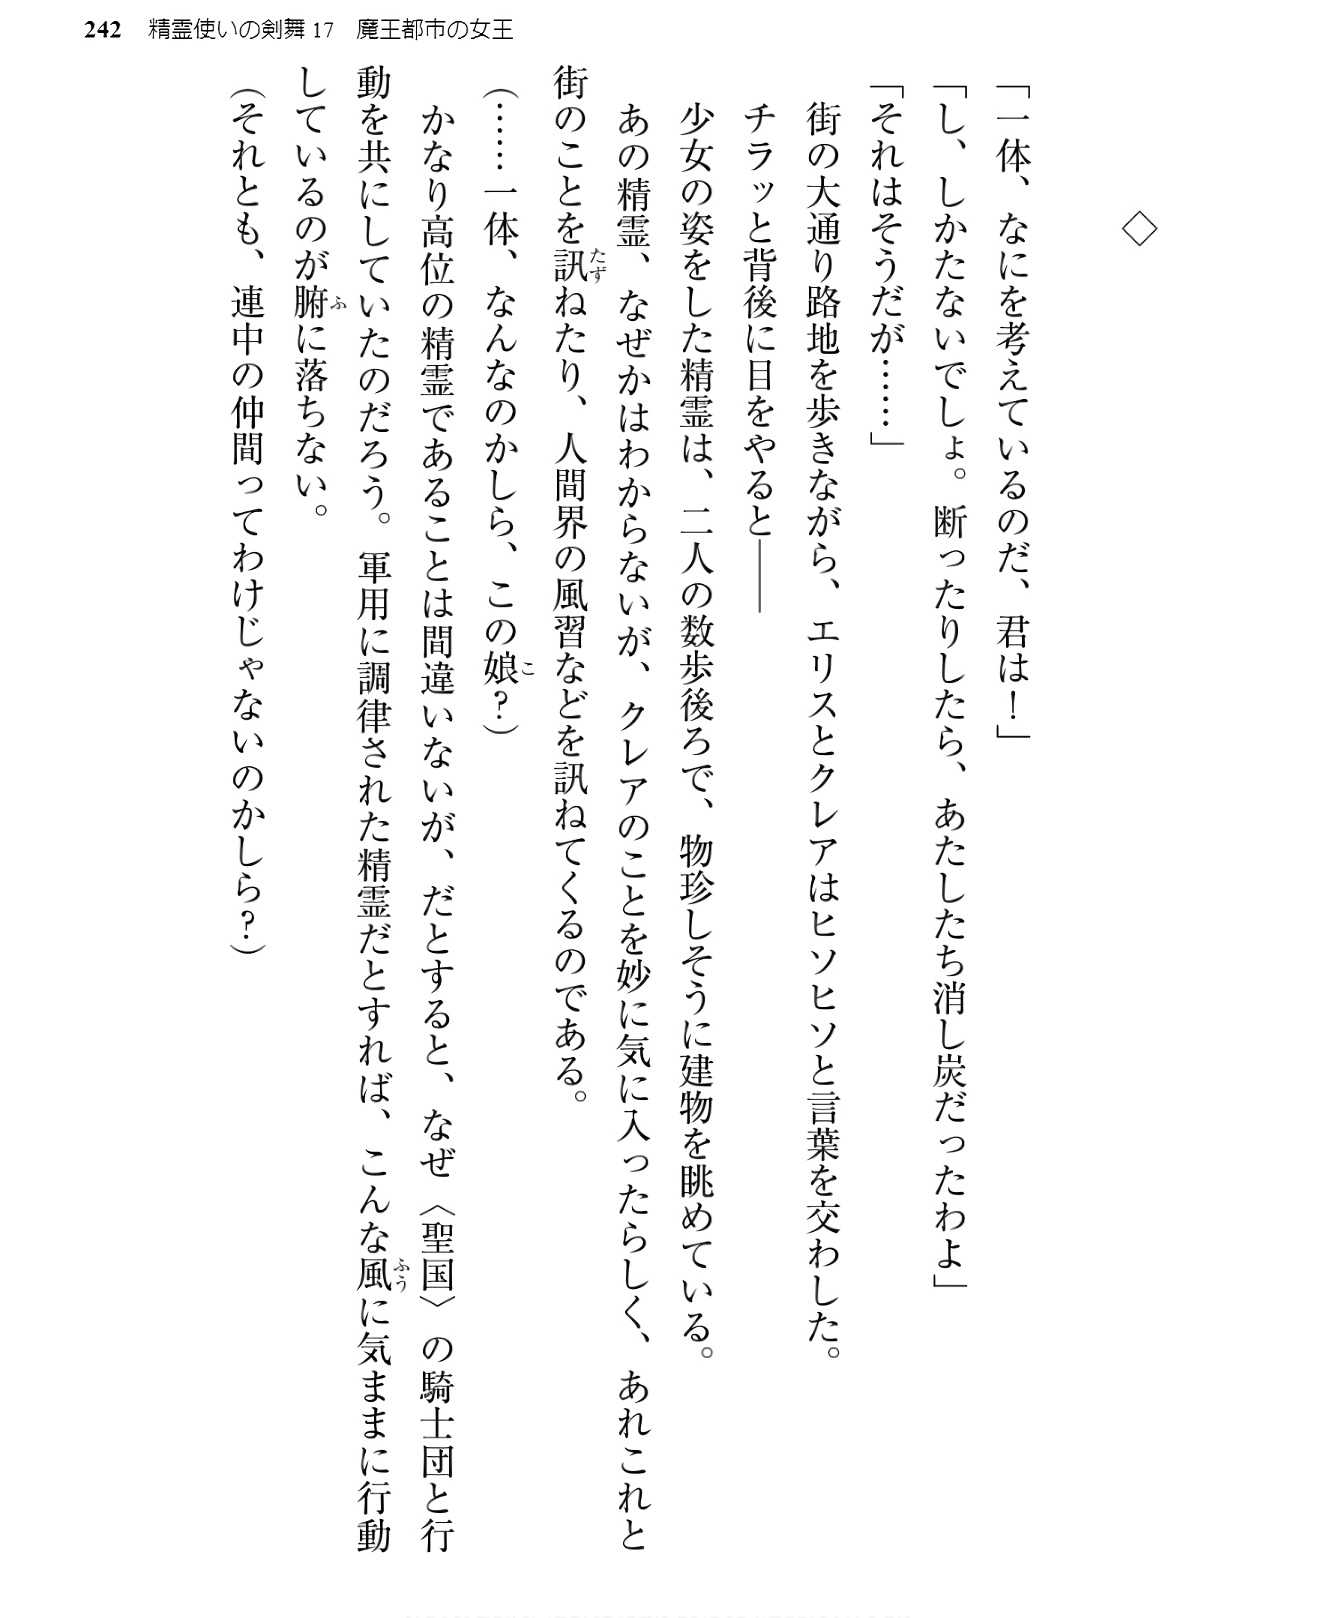 242 精霊使いの剣舞17 魔王都市の女王
◇
「一体、なにを考えているのだ、君は！」
「し、しかたないでしょ。断ったりしたら、あたしたち消し炭だったわよ」
「それはそうだが……」
街の大通り路地を歩きながら、エリスとクレアはヒソヒソと言葉を交わした。
チラッと背後に目をやると――
少女の姿をした精霊は、二人の数歩後ろで、物珍しそうに建物を眺めている。
あの精霊、なぜかはわからないが、クレアのことを妙に気に入ったらしく、あれこれと
街のことを訊たずねたり、人間界の風習などを訊ねてくるのである。
（……一体、なんなのかしら、この娘こ？）
かなり高位の精霊であることは間違いないが、だとすると、なぜ〈聖国〉の騎士団と行
動を共にしていたのだろう。軍用に調律された精霊だとすれば、こんな風ふうに気ままに行動
しているのが腑ふに落ちない。
（それとも、連中の仲間ってわけじゃないのかしら？）